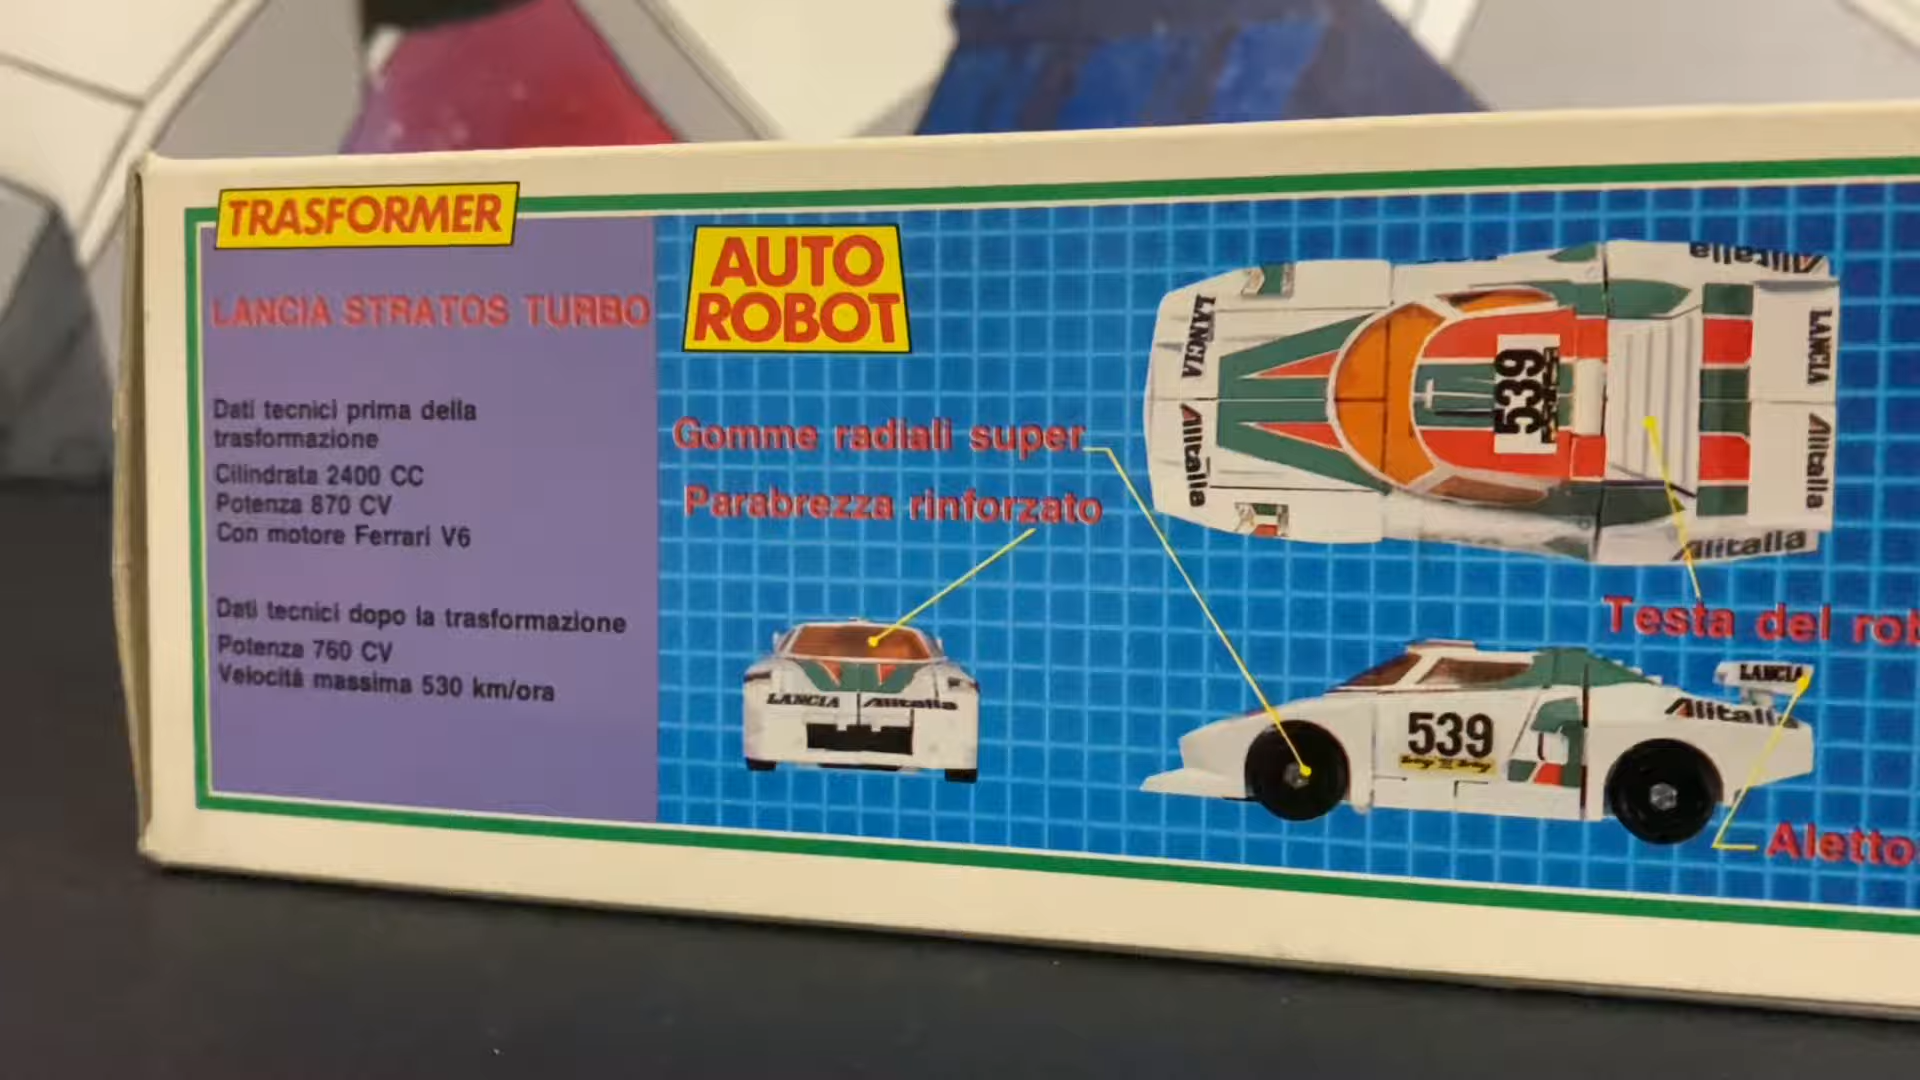 TRASFORMER
LANCIA STRATOS TURBO
Dati tecnici prima della
trasformazione
Cilindrata 2400 CC
Potenza 870 CV
Con motore Ferrari V6
Dati tecnici dopo la trasformazione
Potenza 760 CV
Velocità massima 530 km/ora
AUTO
ROBOT
Gomme radiali super
Parabrezza rinforzato
LANCIA
Alitalia
539
Alitalia
LANCIA
Alitalia
Alitalia
Testa del rob
LANCIA Alitalia
539
LANCIA
Alitalia
Aletto